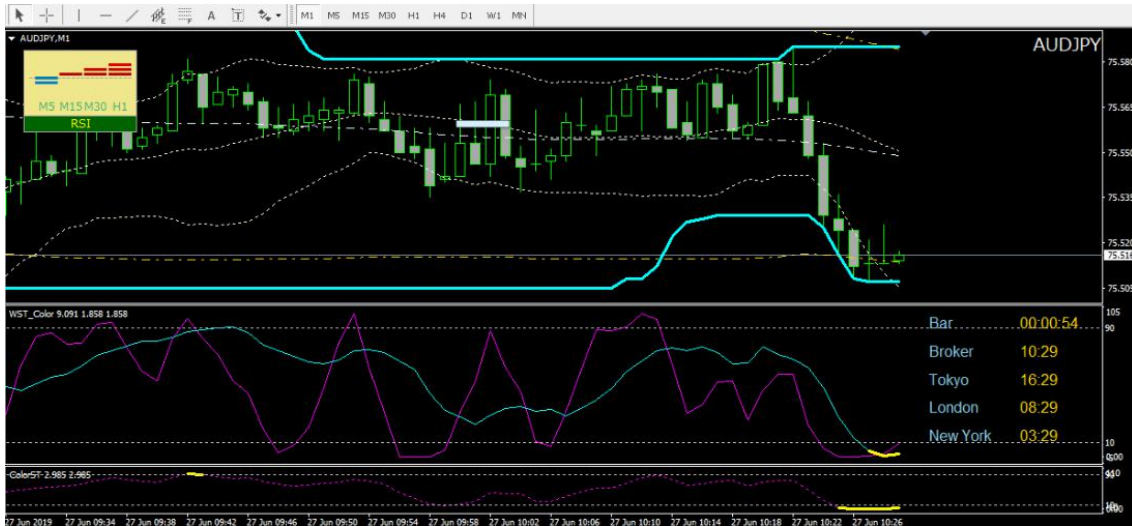 A T
M1 M5 M15 M30 H1 H4 D1 W1 MN
AUDJPY,M1
AUDJPY
M5 M15 M30 H1
RSI
75.580
75.565
75.550
75.535
75.520
75.516
75.505
WST_Color 9.091 1.858 1.858
105
90
10
Bar 00:00:54
Broker 10:29
Tokyo 16:29
London 08:29
New York 03:29
ColorST 2.985 2.985
27 Jun 2019 27 Jun 09:34 27 Jun 09:38 27 Jun 09:42 27 Jun 09:46 27 Jun 09:50 27 Jun 09:54 27 Jun 09:58 27 Jun 10:02 27 Jun 10:06 27 Jun 10:10 27 Jun 10:14 27 Jun 10:18 27 Jun 10:22 27 Jun 10:26